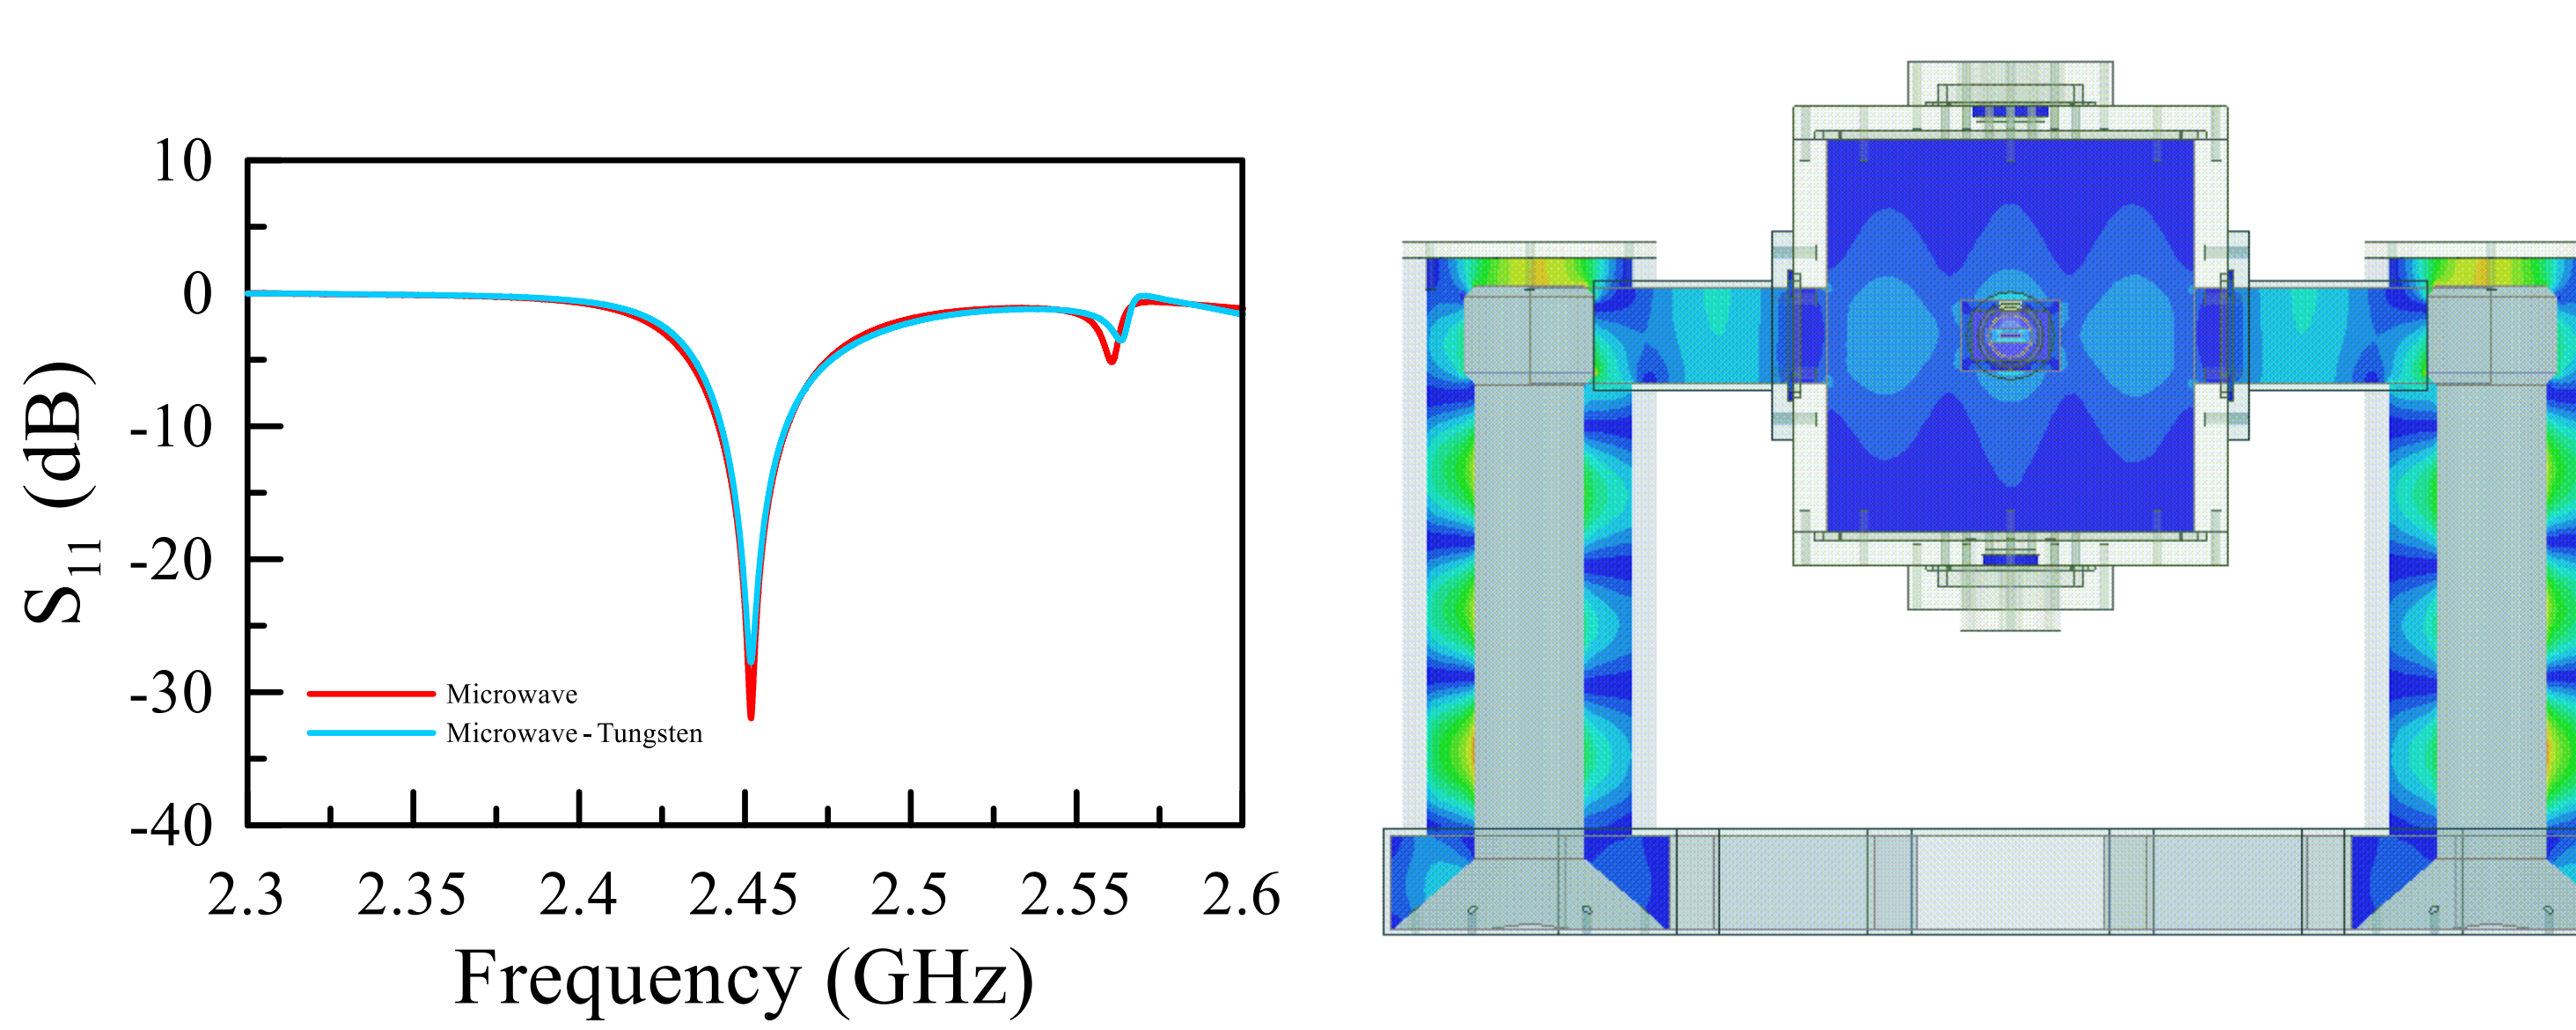 10
0
-10
-20
-30
-40
S11 (dB)
Microwave
Microwave - Tungsten
2.3 2.35 2.4 2.45 2.5 2.55 2.6
Frequency (GHz)